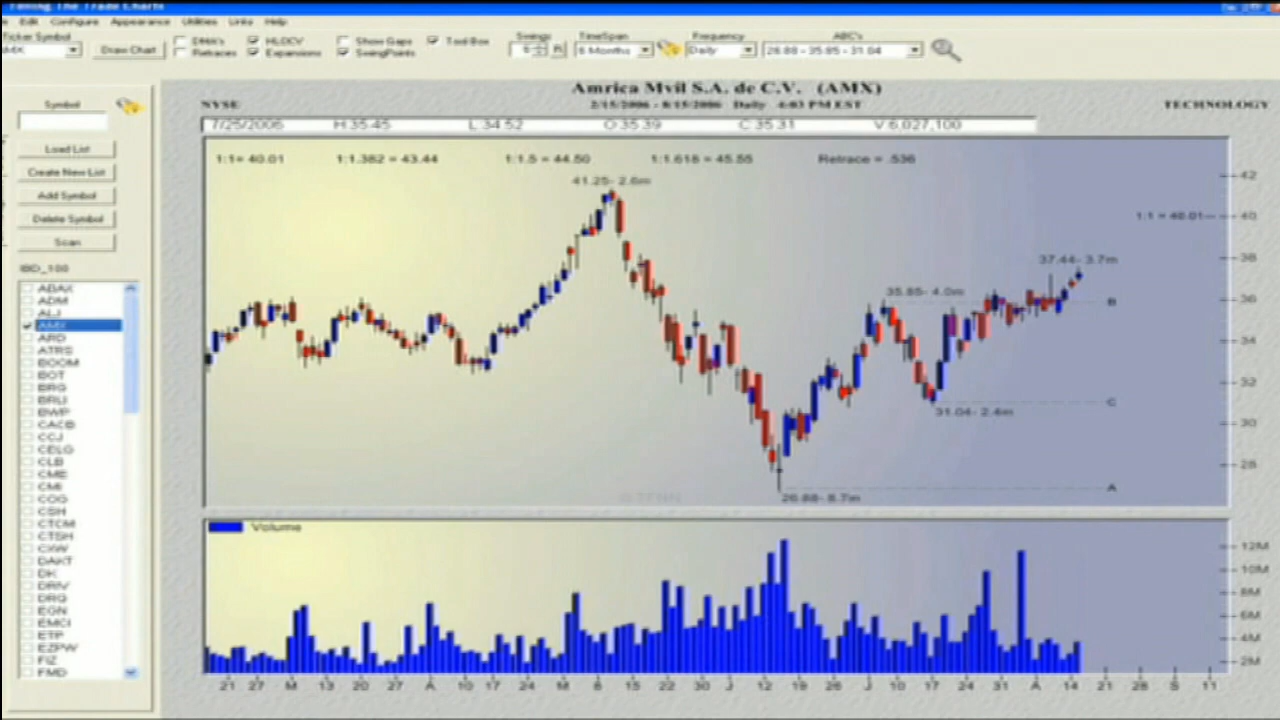 Timing The Trade Charts
Edit Configure Appearance Utilities Links Help
Ticker Symbol
AMX
Draw Chart
DMA's
HLOCV
Show Gaps
Tool Box
Retraces
Expansions
SwingPoints
Swings
6
TimeSpan
6 Months
Frequency
Daily
ABC's
26.88 - 35.85 - 31.04
Amrica Mvil S.A. de C.V. (AMX)
NYSE
2/15/2006 - 8/15/2006 Daily 4:03 PM EST
TECHNOLOGY
7/25/2006 H:35.45 L:34.52 O:35.39 C:35.31 V:6,027,100
1:1= 40.01 1:1.382 = 43.44 1:1.5 = 44.50 1:1.618 = 45.55 Retrace = .536
41.25- 2.6m
1:1 = 40.01
37.44- 3.7m
35.85- 4.0m
B
31.04- 2.4m
C
26.88- 8.7m
A
42
40
38
36
34
32
30
28
Symbol
Load List
Create New List
Add Symbol
Delete Symbol
Scan
IBD_100
ABAX
ADM
ALJ
AMX
ARD
ATRS
BOOM
BOT
BRG
BRLI
BWP
CACB
CCJ
CELG
CLB
CME
CMI
COG
CSH
CTCM
CTSH
CXW
DAKT
DK
DRIV
DRQ
EGN
EMCI
ETP
EZPW
FIZ
FMD
Volume
12M
10M
8M
6M
4M
2M
21 27 M 13 20 27 A 10 17 24 M 8 15 22 30 J 12 19 26 J 10 17 24 31 A 14 21 28 S 11